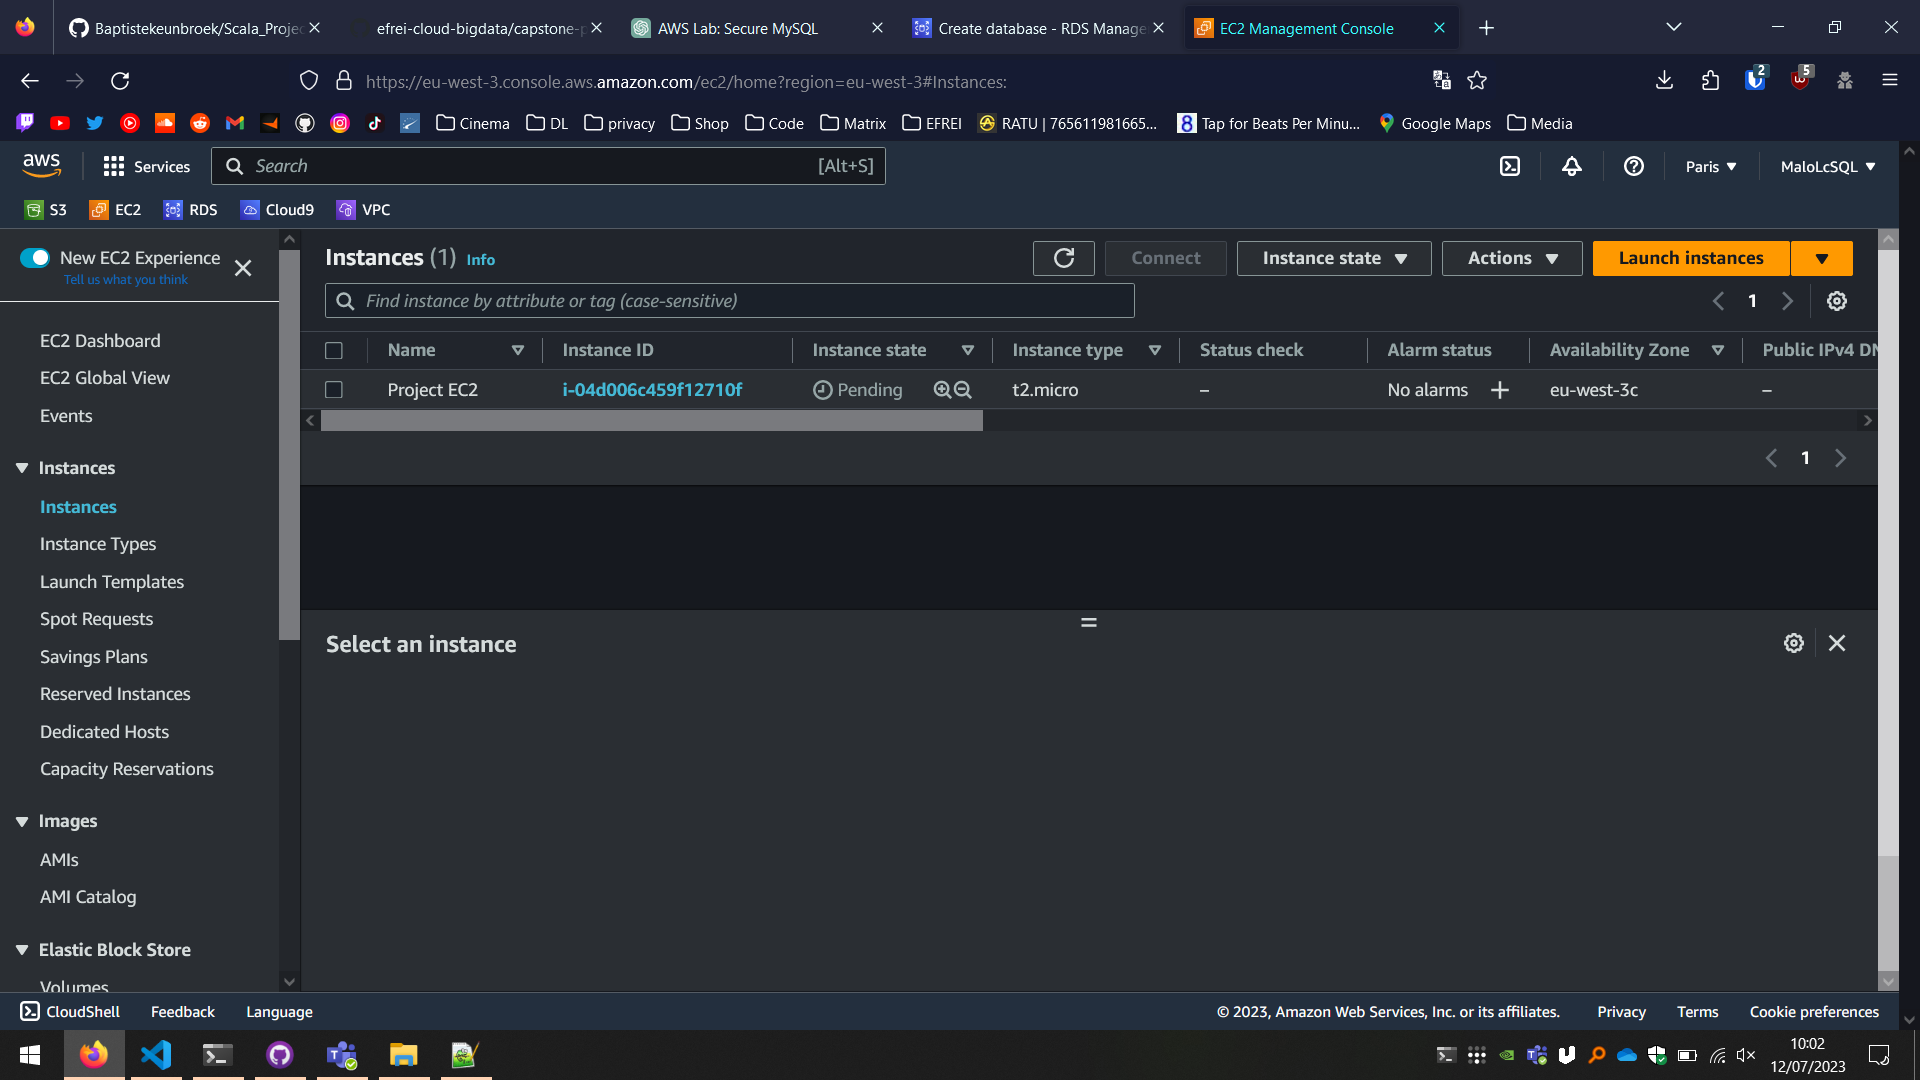 Baptistekeunbroek/Scala_Projec
efrei-cloud-bigdata/capstone-p
AWS Lab: Secure MySQL
Create database - RDS Manage
EC2 Management Console
https://eu-west-3.console.aws.amazon.com/ec2/home?region=eu-west-3#Instances:
2
5
Cinema
DL
privacy
Shop
Code
Matrix
EFREI
RATU | 765611981665...
8
Tap for Beats Per Minu...
Google Maps
Media
aws
Services
Search
[Alt+S]
Paris
MaloLcSQL
S3
EC2
RDS
Cloud9
VPC
New EC2 Experience
Tell us what you think
EC2 Dashboard
EC2 Global View
Events
Instances
Instances
Instance Types
Launch Templates
Spot Requests
Savings Plans
Reserved Instances
Dedicated Hosts
Capacity Reservations
Images
AMIs
AMI Catalog
Elastic Block Store
Volumes
Instances (1) Info
Connect
Instance state
Actions
Launch instances
Find instance by attribute or tag (case-sensitive)
1
Name
Instance ID
Instance state
Instance type
Status check
Alarm status
Availability Zone
Public IPv4 DN
Project EC2
i-04d006c459f12710f
Pending
t2.micro
–
No alarms
eu-west-3c
–
1
Select an instance
CloudShell
Feedback
Language
© 2023, Amazon Web Services, Inc. or its affiliates.
Privacy
Terms
Cookie preferences
10:02
12/07/2023